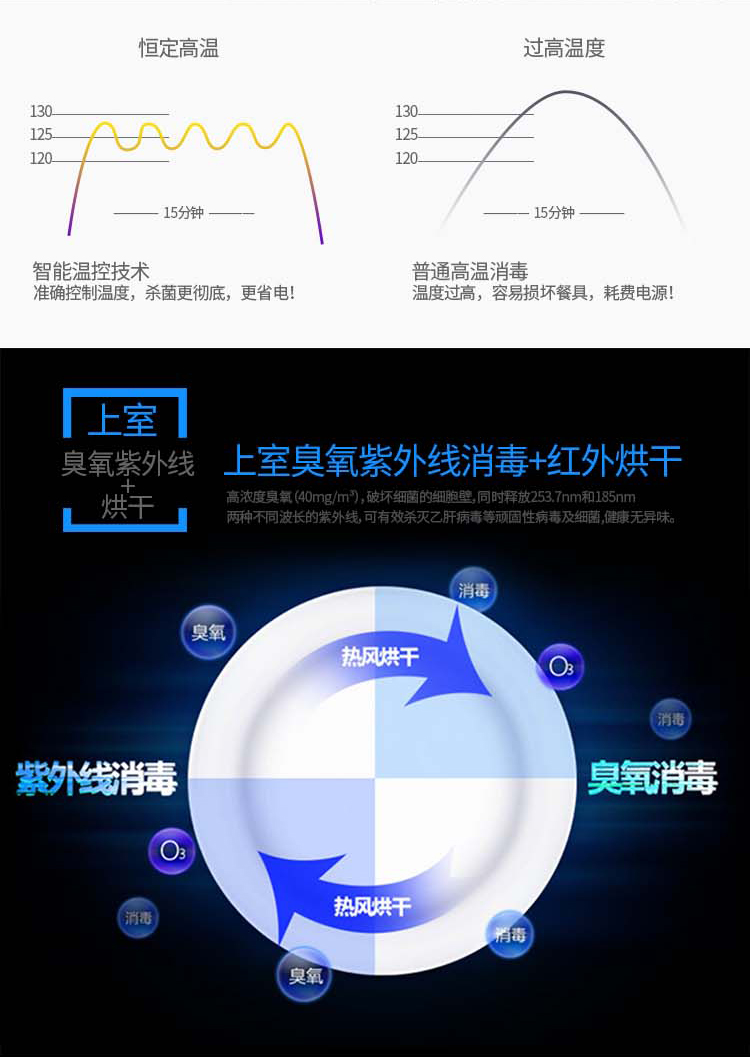 恒定高温
130
125
120
15分钟
智能温控技术
准确控制温度，杀菌更彻底，更省电！
过高温度
130
125
120
15分钟
普通高温消毒
温度过高，容易损坏餐具，耗费电源！
上室
臭氧紫外线
+
烘干
上室臭氧紫外线消毒+红外烘干
高浓度臭氧（40mg/m³），破坏细菌的细胞壁，同时释放253.7nm和185nm
两种不同波长的紫外线，可有效杀灭乙肝病毒等顽固性病毒及细菌，健康无异味。
消毒
臭氧
热风烘干
O3
消毒
紫外线消毒
臭氧消毒
O3
热风烘干
消毒
消毒
臭氧